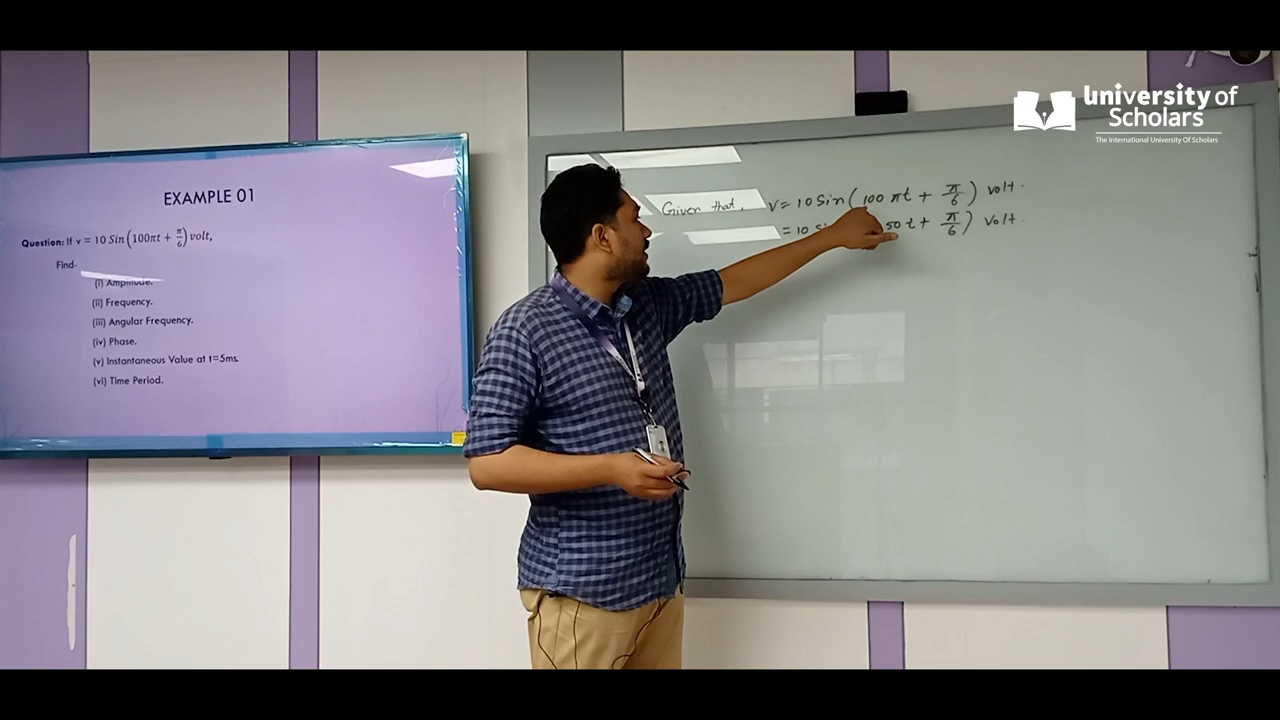 University of
Scholars
The International University Of Scholars
EXAMPLE 01
Question: If v = 10 Sin(100πt + π/6) volt,
Find-
(i) Amplitude.
(ii) Frequency.
(iii) Angular Frequency.
(iv) Phase.
(v) Instantaneous Value at t=5ms.
(vi) Time Period.
Given that, v = 10 Sin(100 πt + π/6) volt.
= 10 50 t + π/6) volt